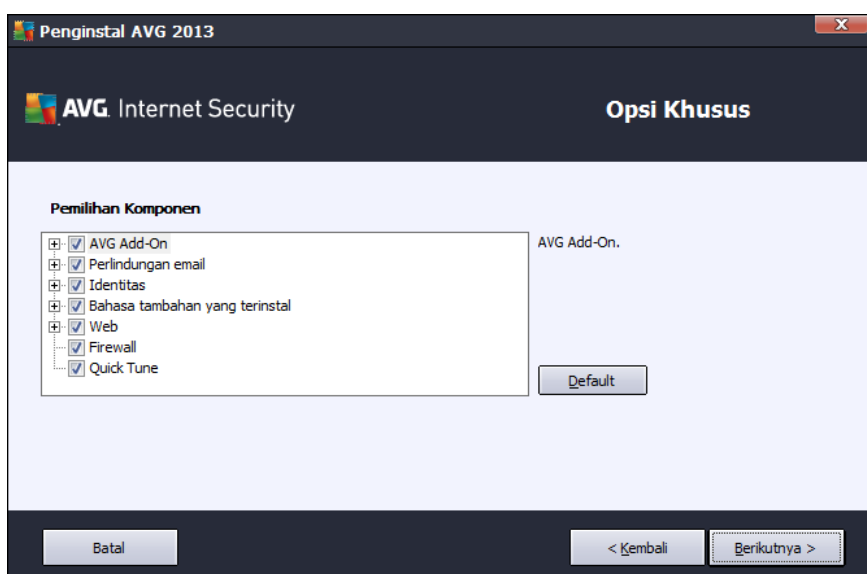 Penginstal AVG 2013
X
AVG. Internet Security
Opsi Khusus
Pemilihan Komponen
AVG Add-On
Perlindungan email
Identitas
Bahasa tambahan yang terinstal
Web
Firewall
Quick Tune
AVG Add-On.
Default
Batal
< Kembali
Berikutnya >